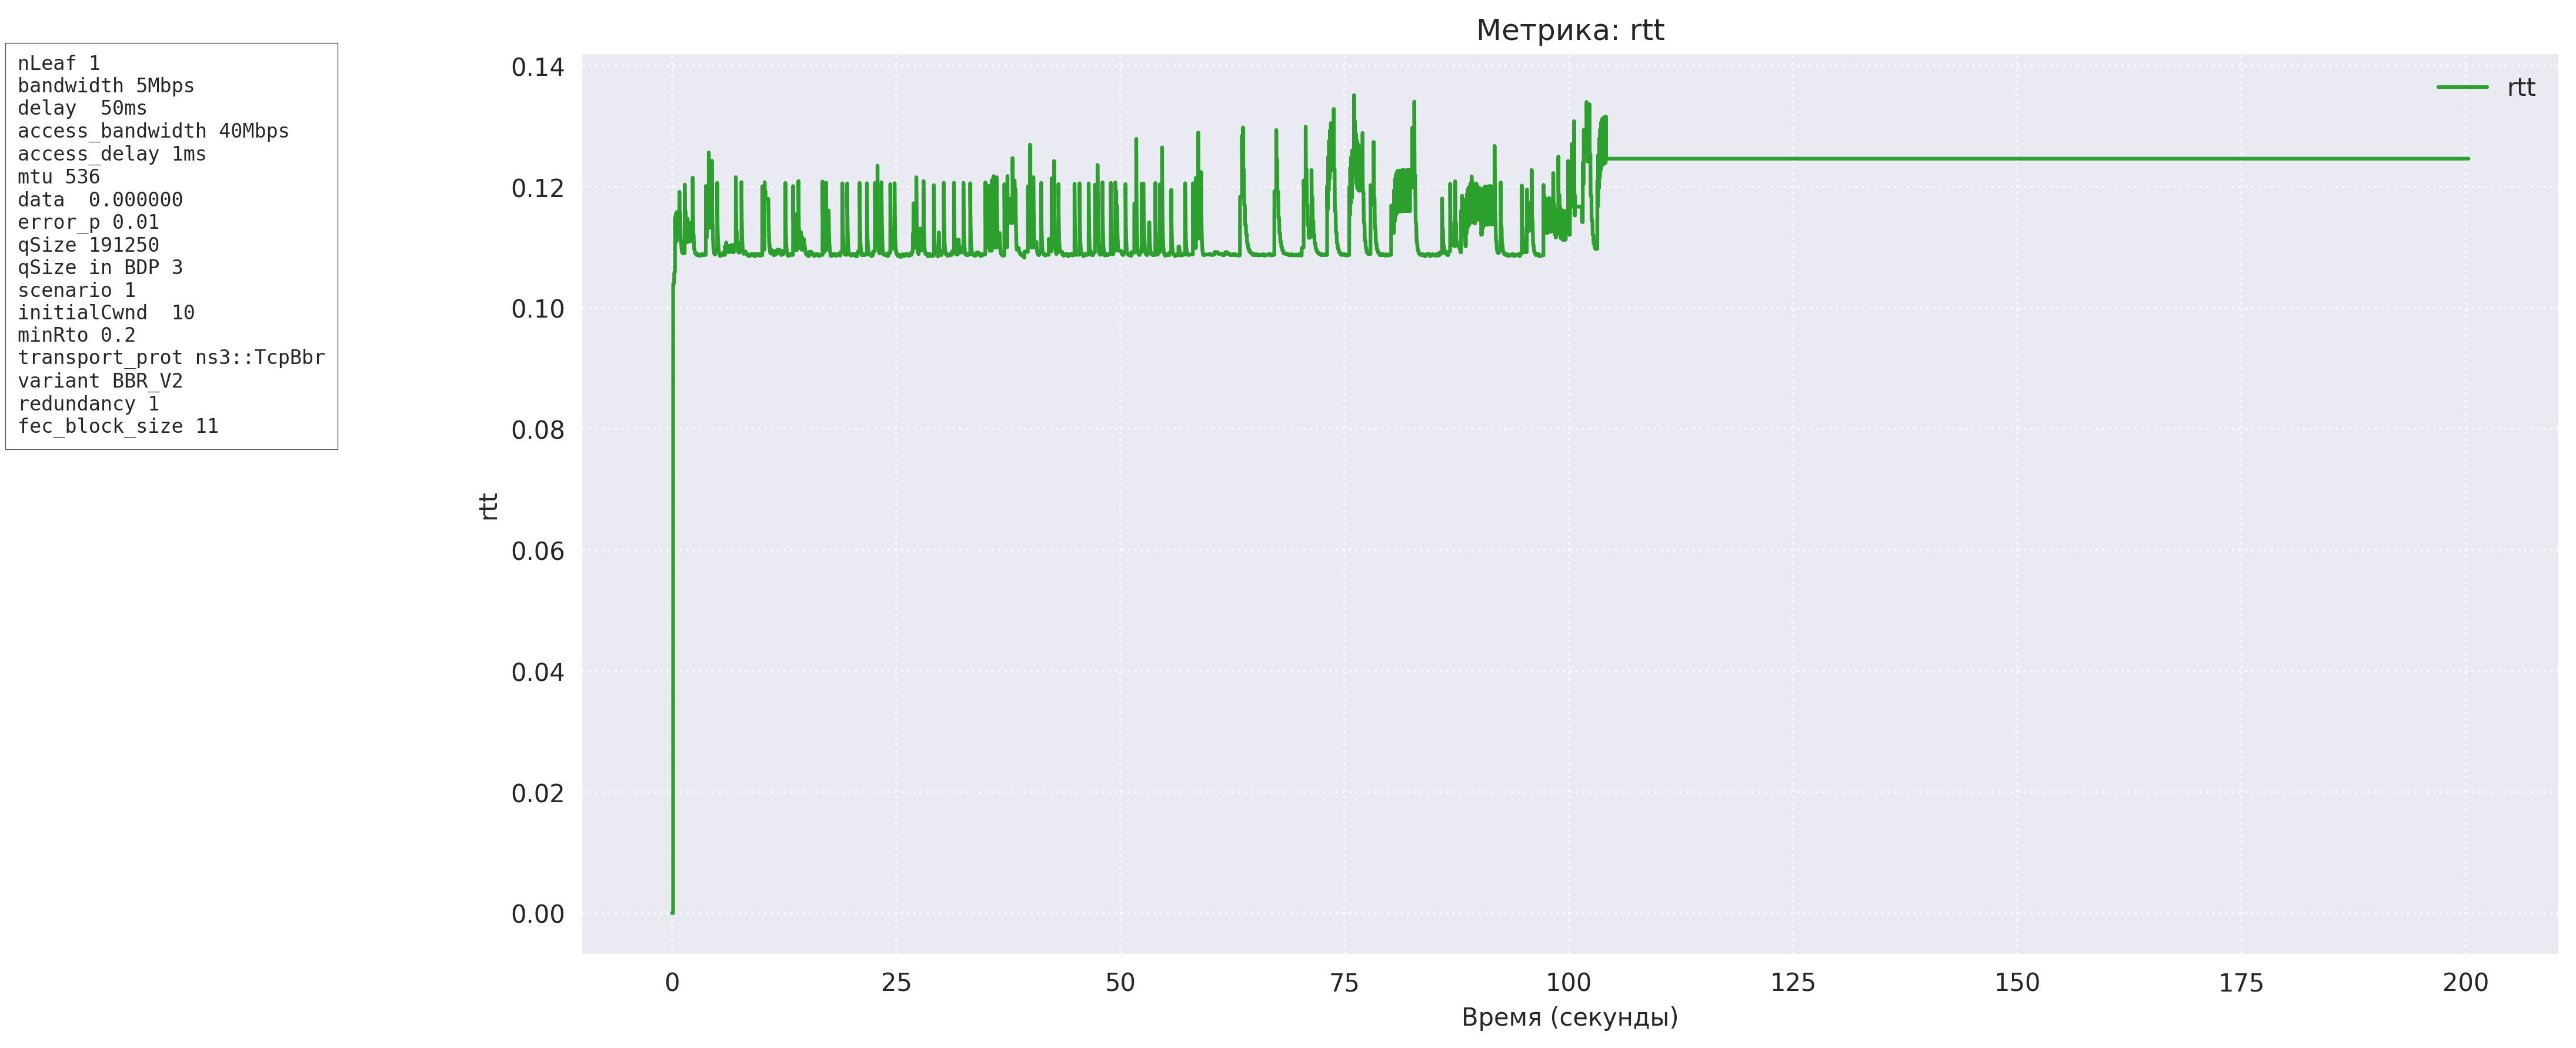 nLeaf 1
bandwidth 5Mbps
delay  50ms
access_bandwidth 40Mbps
access_delay 1ms
mtu 536
data  0.000000
error_p 0.01
qSize 191250
qSize in BDP 3
scenario 1
initialCwnd  10
minRto 0.2
transport_prot ns3::TcpBbr
variant BBR_V2
redundancy 1
fec_block_size 11
Метрика: rtt
rtt
0.14
0.12
0.10
0.08
0.06
0.04
0.02
0.00
rtt
0 25 50 75 100 125 150 175 200
Время (секунды)